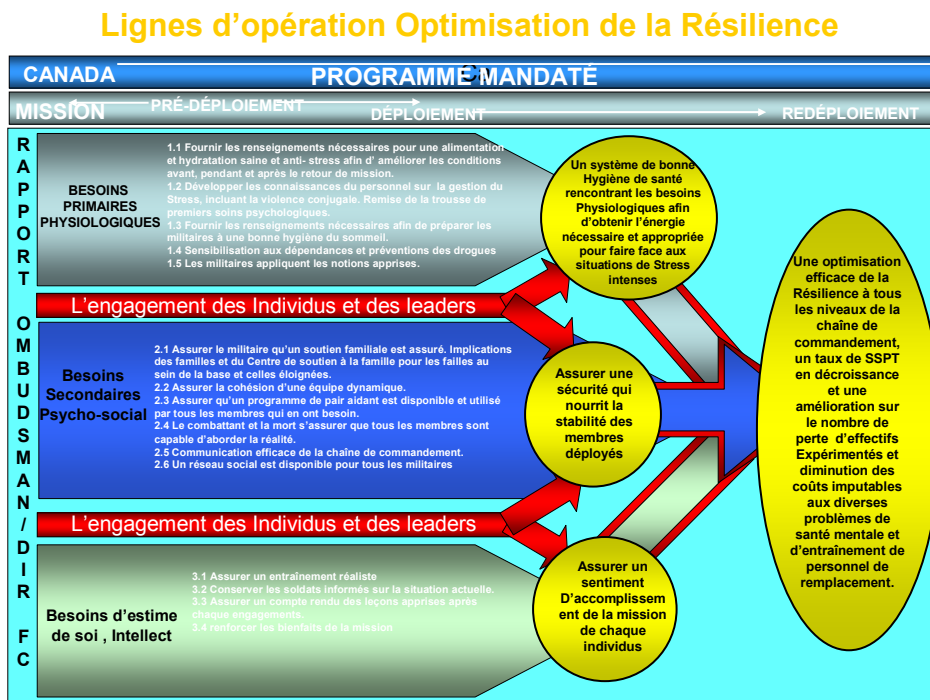 Lignes d'opération Optimisation de la Résilience
CANADA
PROGRAMME MANDATÉ
MISSION
PRÉ-DÉPLOIEMENT
DÉPLOIEMENT
REDÉPLOIEMENT
RAPPORT OMBUDSMAN/DIR FC
BESOINS
PRIMAIRES
PHYSIOLOGIQUES
1.1 Fournir les renseignements nécessaires pour une alimentation
et hydratation saine et anti- stress afin d' améliorer les conditions
avant, pendant et après le retour de mission.
1.2 Développer les connaissances du personnel sur la gestion du
Stress, incluant la violence conjugale. Remise de la trousse de
premiers soins psychologiques.
1.3 Fournir les renseignements nécessaires afin de préparer les
militaires à une bonne hygiène du sommeil.
1.4 Sensibilisation aux dépendances et préventions des drogues
1.5 Les militaires appliquent les notions apprises.
Un système de bonne
Hygiène de santé
rencontrant les besoins
Physiologiques afin
d'obtenir l'énergie
nécessaire et appropriée
pour faire face aux
situations de Stress
intenses
L'engagement des Individus et des leaders
Besoins
Secondaires
Psycho-social
2.1 Assurer le militaire qu'un soutien familiale est assuré. Implications
des familles et du Centre de soutien à la famille pour les failles au
sein de la base et celles éloignées.
2.2 Assurer la cohésion d'une équipe dynamique.
2.3 Assurer qu'un programme de pair aidant est disponible et utilisé
par tous les membres qui en ont besoin.
2.4 Le combattant et la mort s'assurer que tous les membres sont
capable d'aborder la réalité.
2.5 Communication efficace de la chaîne de commandement.
2.6 Un réseau social est disponible pour tous les militaires
Assurer une
sécurité qui
nourrit la
stabilité des
membres
déployés
L'engagement des Individus et des leaders
Besoins d'estime
de soi , Intellect
3.1 Assurer un entraînement réaliste
3.2 Conserver les soldats informés sur la situation actuelle.
3.3 Assurer un compte rendu des leçons apprises après
chaque engagements.
3.4 renforcer les bienfaits de la mission
Assurer un
sentiment
D'accomplissem
ent de la mission
de chaque
individus
Une optimisation
efficace de la
Résilience à tous
les niveaux de la
chaîne de
commandement,
un taux de SSPT
en décroissance
et une
amélioration sur
le nombre de
perte d'effectifs
Expérimentés et
diminution des
coûts imputables
aux diverses
problèmes de
santé mentale et
d'entraînement de
personnel de
remplacement.